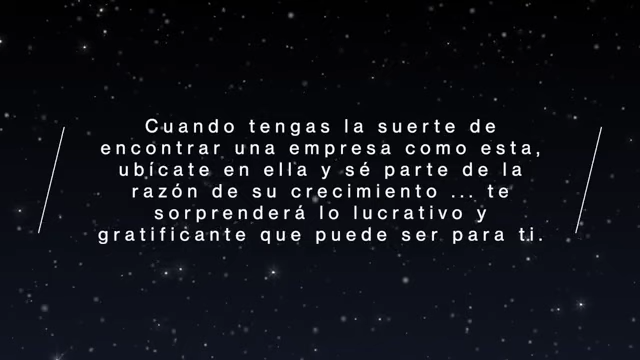 Cuando tengas la suerte de
encontrar una empresa como esta,
ubícate en ella y sé parte de la
razón de su crecimiento ... te
sorprenderá lo lucrativo y
gratificante que puede ser para ti.